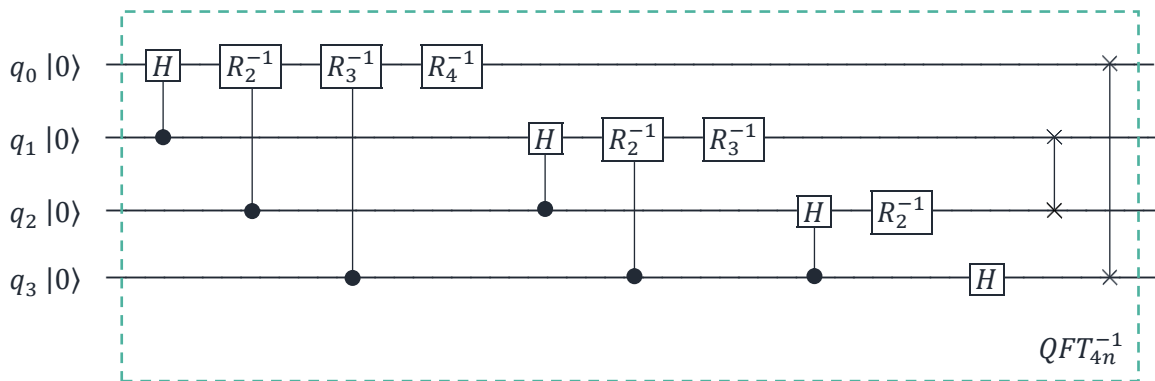 q₀ |0⟩ H R₂⁻¹ R₃⁻¹ R₄⁻¹
q₁ |0⟩ H R₂⁻¹ R₃⁻¹
q₂ |0⟩ H R₂⁻¹
q₃ |0⟩ H
QFT₄ₙ⁻¹